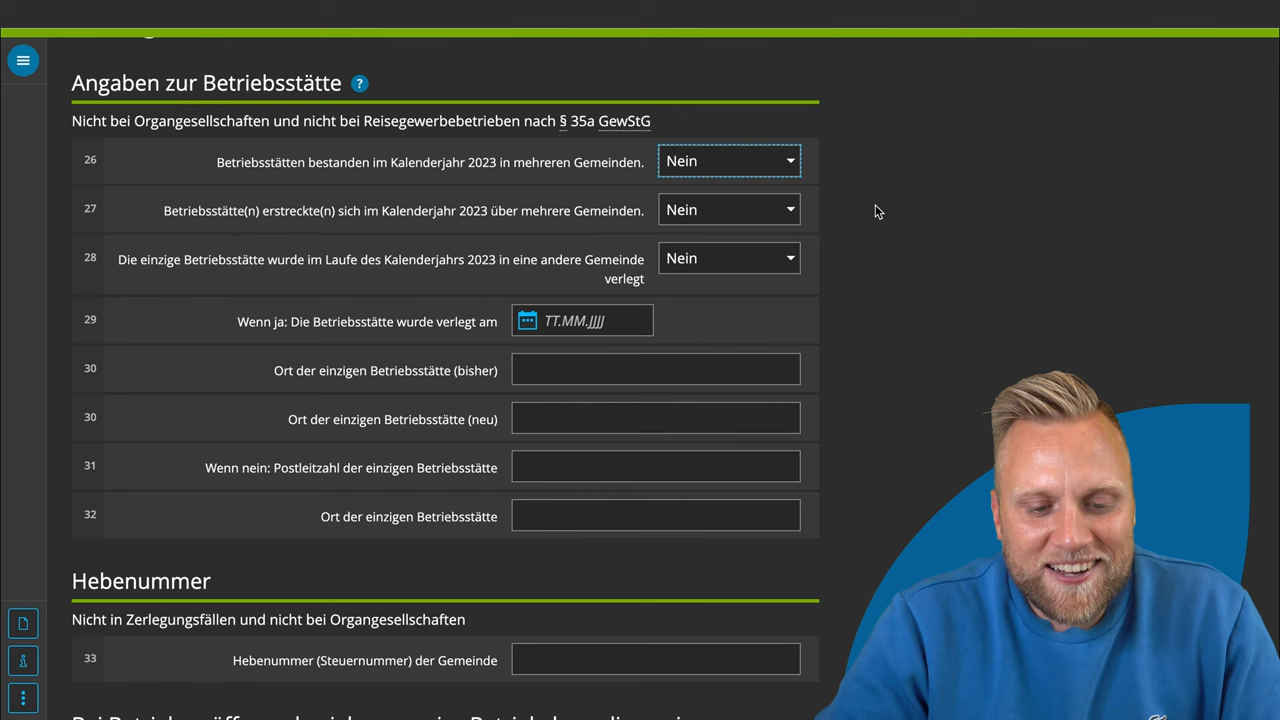 Angaben zur Betriebsstätte ?
Nicht bei Organgesellschaften und nicht bei Reisegewerbebetrieben nach § 35a GewStG
26 Betriebsstätten bestanden im Kalenderjahr 2023 in mehreren Gemeinden. Nein
27 Betriebsstätte(n) erstreckte(n) sich im Kalenderjahr 2023 über mehrere Gemeinden. Nein
28 Die einzige Betriebsstätte wurde im Laufe des Kalenderjahrs 2023 in eine andere Gemeinde Nein
verlegt
29 Wenn ja: Die Betriebsstätte wurde verlegt am TT.MM.JJJJ
30 Ort der einzigen Betriebsstätte (bisher)
30 Ort der einzigen Betriebsstätte (neu)
31 Wenn nein: Postleitzahl der einzigen Betriebsstätte
32 Ort der einzigen Betriebsstätte
Hebenummer
Nicht in Zerlegungsfällen und nicht bei Organgesellschaften
33 Hebenummer (Steuernummer) der Gemeinde